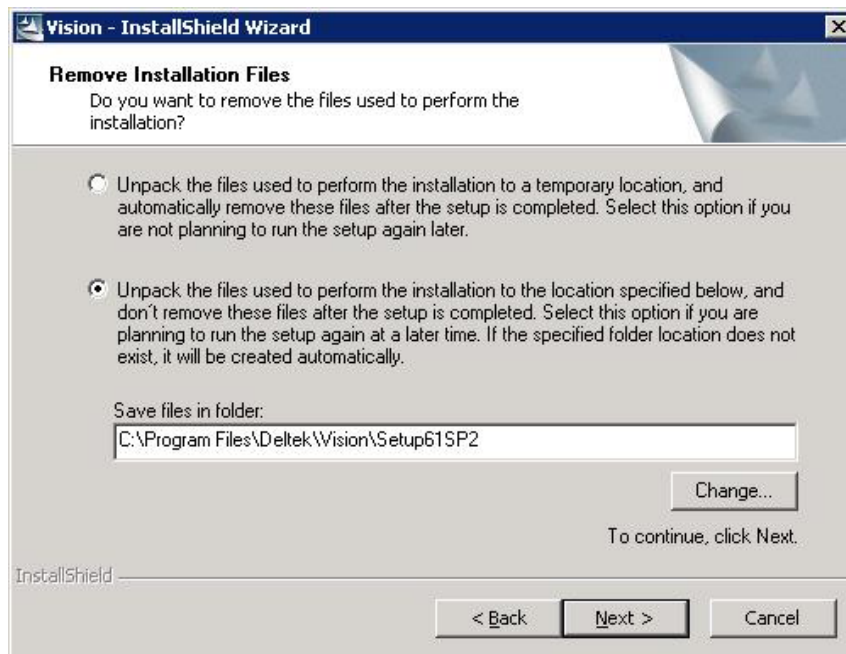 Vision - InstallShield Wizard
Remove Installation Files
Do you want to remove the files used to perform the
installation?
Unpack the files used to perform the installation to a temporary location, and
automatically remove these files after the setup is completed. Select this option if you
are not planning to run the setup again later.
Unpack the files used to perform the installation to the location specified below, and
don´t remove these files after the setup is completed. Select this option if you are
planning to run the setup again at a later time. If the specified folder location does not
exist, it will be created automatically.
Save files in folder:
C:\Program Files\Deltek\Vision\Setup61SP2
Change...
To continue, click Next.
InstallShield
< Back
Next >
Cancel